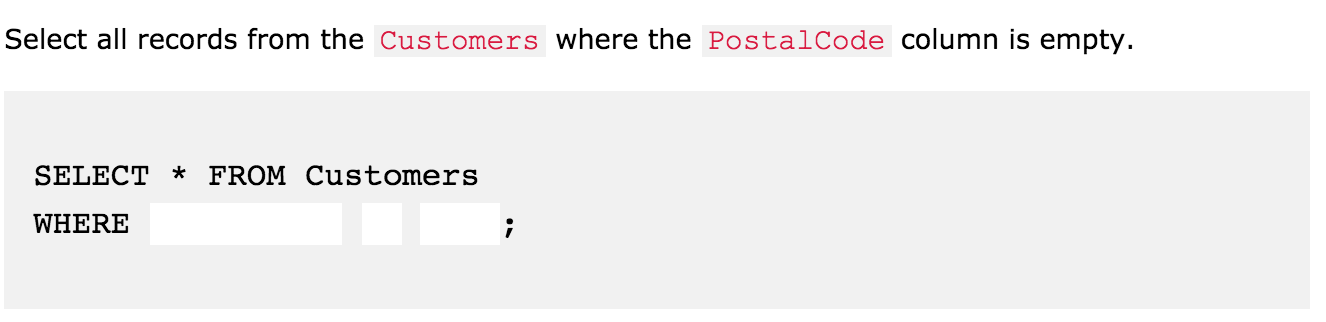 Select all records from the Customers where the PostalCode column is empty.
SELECT * FROM Customers
WHERE ;